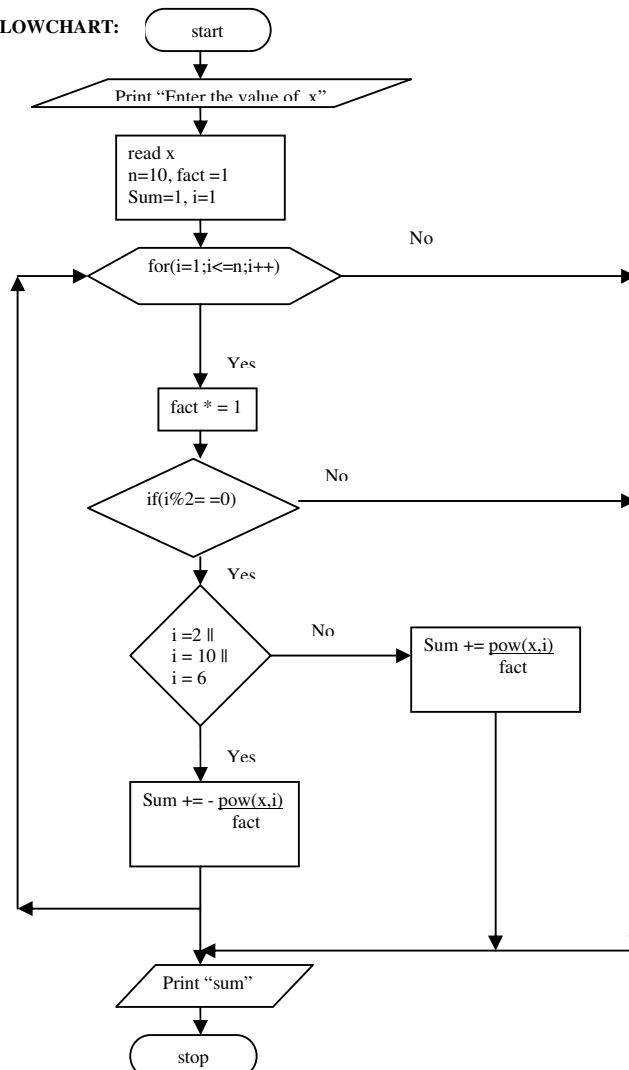 LOWCHART:
start
Print “Enter the value of x”
read x
n=10, fact =1
Sum=1, i=1
No
for(i=1;i<=n;i++)
Yes
fact * = 1
No
if(i%2= =0)
Yes
i =2 ||
i = 10 ||
i = 6
No
Sum += pow(x,i)
fact
Yes
Sum += - pow(x,i)
fact
Print “sum”
stop